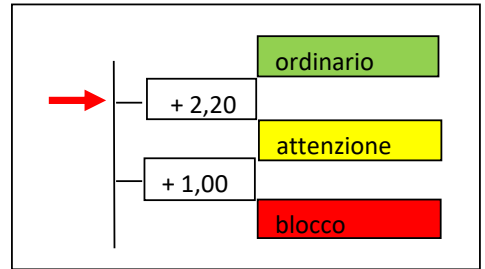 ordinario
+ 2,20
attenzione
+ 1,00
blocco